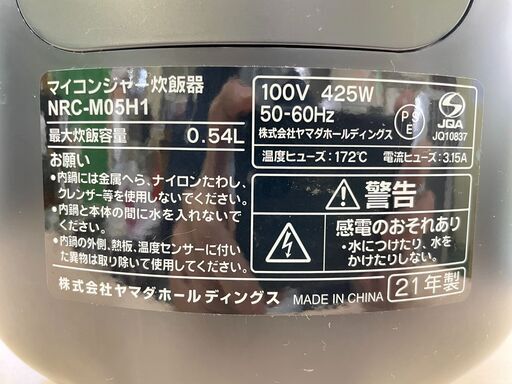 マイコンジャー炊飯器
NRC-M05H1
最大炊飯容量 0.54L
お願い
•内鍋には金属へら、ナイロンたわし、
クレンザー等を使用しないでください。
•内鍋と本体の間に水を入れないで
ください。
•内鍋の外側、熱板、温度センサーに付い
た異物は取り除いて使用してください。
100V 425W
50-60Hz
株式会社ヤマダホールディングス
PS
E
JQA
JQ10837
温度ヒューズ:172℃ 電流ヒューズ:3.15A
警告
感電のおそれあり
•水につけたり、水を
かけたりしない。
株式会社ヤマダホールディングス MADE IN CHINA 21年製